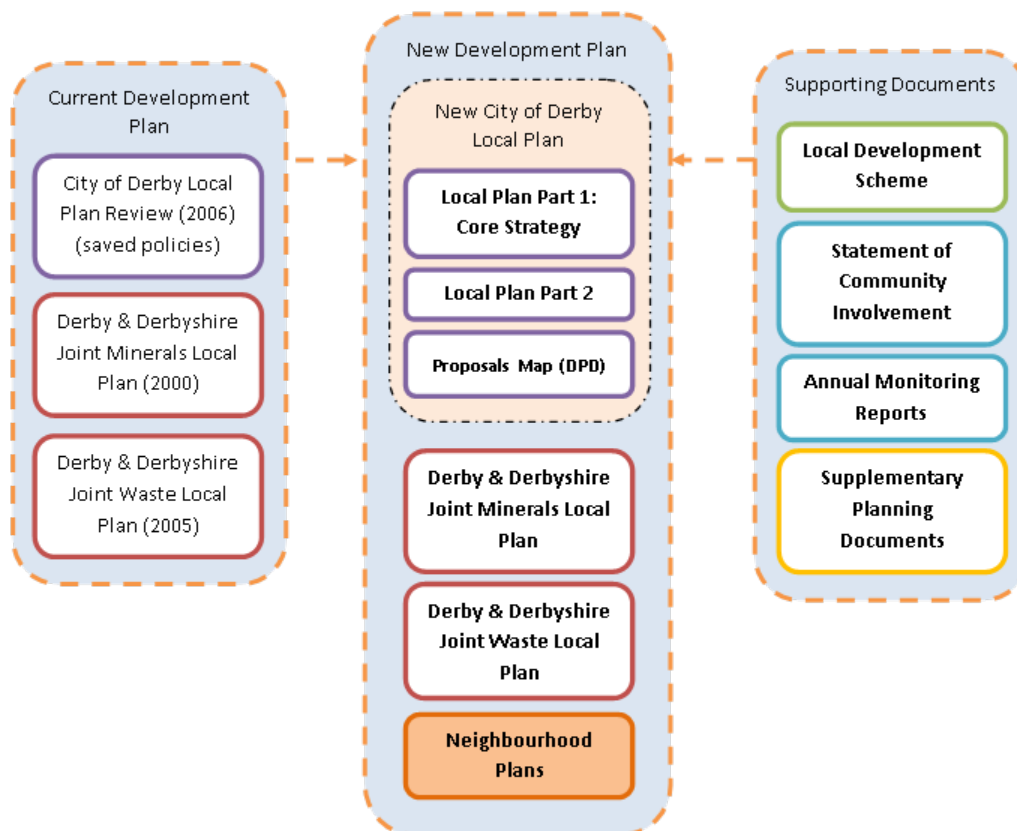 Current Development
Plan
City of Derby Local
Plan Review (2006)
(saved policies)
Derby & Derbyshire
Joint Minerals Local
Plan (2000)
Derby & Derbyshire
Joint Waste Local
Plan (2005)
New Development Plan
New City of Derby
Local Plan
Local Plan Part 1:
Core Strategy
Local Plan Part 2
Proposals Map (DPD)
Derby & Derbyshire
Joint Minerals Local
Plan
Derby & Derbyshire
Joint Waste Local
Plan
Neighbourhood
Plans
Supporting Documents
Local Development
Scheme
Statement of
Community
Involvement
Annual Monitoring
Reports
Supplementary
Planning
Documents